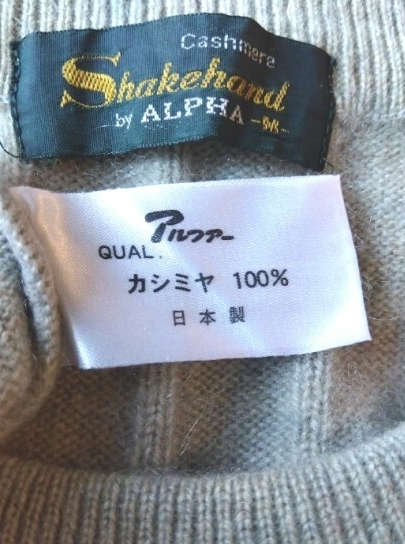 Cashmere
Shakehand
by ALPHA
アルファー
QUAL.
カシミヤ 100%
日本製